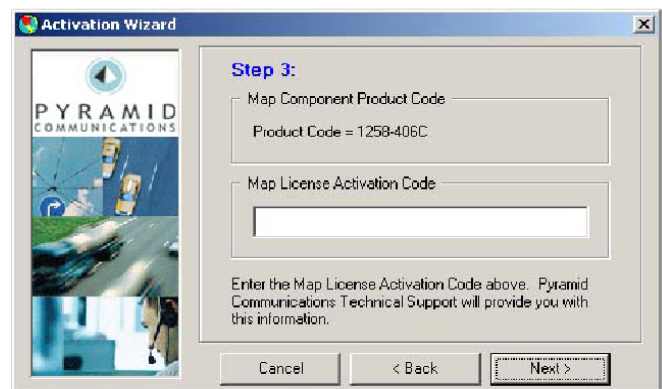 Activation Wizard
PYRAMID
COMMUNICATIONS
Step 3:
Map Component Product Code
Product Code = 1258-406C
Map License Activation Code
Enter the Map License Activation Code above. Pyramid
Communications Technical Support will provide you with
this information.
Cancel
< Back
Next >